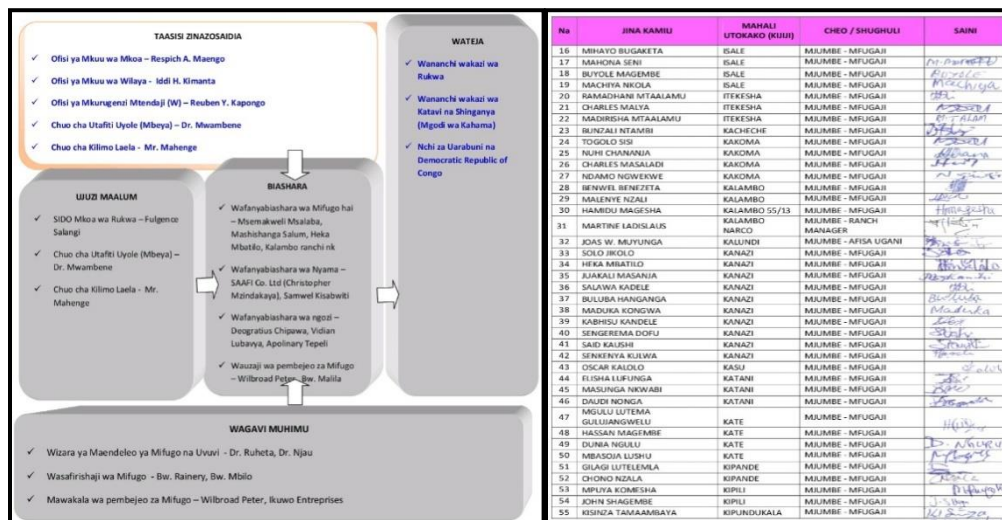 TAASISI ZINAZOSAIDIA
✓ Ofisi ya Mkuu wa Mkoa – Respich A. Maengo
✓ Ofisi ya Mkuu wa Wilaya - Iddi H. Kimanta
✓ Ofisi ya Mkurugenzi Mtendaji (W) – Reuben Y. Kapongo
✓ Chuo cha Utafiti Uyole (Mbeya) – Dr. Mwambene
✓ Chuo cha Kilimo Laela – Mr. Mahenge
WATEJA
✓ Wananchi wakazi wa
Rukwa
✓ Wananchi wakazi wa
Katavi na Shinganya
(Mgodi wa Kahama)
✓ Nchi za Uarabuni na
Democratic Republic of
Congo
UJUZI MAALUM
✓ SIDO Mkoa wa Rukwa – Fulgence
Salangi
✓ Chuo cha Utafiti Uyole (Mbeya) –
Dr. Mwambene
✓ Chuo cha Kilimo Laela - Mr.
Mahenge
BIASHARA
✓ Wafanyabiashara wa Mifugo hai
- Msemakweli Msalaba,
Mashishanga Salum, Heka
Mbatilo, Kalambo ranchi nk
✓ Wafanyabiashara wa Nyama –
SAAFI Co. Ltd (Christopher
Mzindakaya), Samwel Kisabwiti
✓ Wafanyabiashara wa ngozi –
Deogratius Chipawa, Vidian
Lubavya, Apolinary Tepeli
✓ Wauzaji wa pembejeo za Mifugo
– Wilbroad Peter, Bw. Malila
WAGAVI MUHIMU
✓ Wizara ya Maendeleo ya Mifugo na Uvuvi - Dr. Ruheta, Dr. Njau
✓ Wasafirishaji wa Mifugo - Bw. Rainery, Bw. Mbilo
✓ Mawakala wa pembejeo za Mifugo – Wilbroad Peter, Ikuwo Entreprises
Na JINA KAMILI MAHALI UTOKAKO (KIJIJI) CHEO / SHUGHULI SAINI
16 MIHAYO BUGAKETA ISALE MJUMBE - MFUGAJI
17 MAHONA SENI ISALE MJUMBE - MFUGAJI
18 BUYOLE MAGEMBE ISALE MJUMBE - MFUGAJI
19 MACHIYA NKOLA ISALE MJUMBE - MFUGAJI Machiya
20 RAMADHANI MTAALAMU ITEKESHA MJUMBE - MFUGAJI
21 CHARLES MALYA ITEKESHA MJUMBE - MFUGAJI
22 MADIRISHA MTAALAMU ITEKESHA MJUMBE - MFUGAJI
23 BUNZALI NTAMBI KACHECHE MJUMBE - MFUGAJI
24 TOGOLO SISI KAKOMA MJUMBE - MFUGAJI
25 NUHI CHANANJA KAKOMA MJUMBE - MFUGAJI
26 CHARLES MASALADI KAKOMA MJUMBE - MFUGAJI
27 NDAMO NGWEKWE KAKOMA MJUMBE - MFUGAJI
28 BENWEL BENEZETA KALAMBO MJUMBE - MFUGAJI
29 MALENYE NZALI KALAMBO MJUMBE - MFUGAJI
30 HAMIDU MAGESHA KALAMBO 55/13 MJUMBE - MFUGAJI
31 MARTINE LADISLAUS KALAMBO NARCO MJUMBE - RANCH MANAGER
32 JOAS W. MUYUNGA KALUNDI MJUMBE - AFISA UGANI
33 SOLO JIKOLO KANAZI MJUMBE - MFUGAJI
34 HEKA MBATILO KANAZI MJUMBE - MFUGAJI
35 JUAKALI MASANJA KANAZI MJUMBE - MFUGAJI
36 SALAWA KADELE KANAZI MJUMBE - MFUGAJI
37 BULUBA HANGANGA KANAZI MJUMBE - MFUGAJI
38 MADUKA KONGWA KANAZI MJUMBE - MFUGAJI Maduka
39 KABHISU KANDELE KANAZI MJUMBE - MFUGAJI
40 SENGEREMA DOFU KANAZI MJUMBE - MFUGAJI
41 SAID KAUSHI KANAZI MJUMBE - MFUGAJI
42 SENKENYA KULWA KANAZI MJUMBE - MFUGAJI
43 OSCAR KALOLO KASU MJUMBE - MFUGAJI
44 ELISHA LUFUNGA KATANI MJUMBE - MFUGAJI
45 MASUNGA NKWABI KATANI MJUMBE - MFUGAJI
46 DAUDI NONGA KATANI MJUMBE - MFUGAJI
47 MGULU LUTEMA GULUJANGWELU KATE MJUMBE - MFUGAJI
48 HASSAN MAGEMBE KATE MJUMBE - MFUGAJI
49 DUNIA NGULU KATE MJUMBE - MFUGAJI
50 MBASOJA LUSHU KATE MJUMBE - MFUGAJI
51 GILAGI LUTELEMLA KIPANDE MJUMBE - MFUGAJI
52 CHONO NZALA KIPANDE MJUMBE - MFUGAJI
53 MPUYA KOMESHA KIPILI MJUMBE - MFUGAJI
54 JOHN SHAGEMBE KIPILI MJUMBE - MFUGAJI
55 KISINZA TAMAAMBAYA KIPUNDUKALA MJUMBE - MFUGAJI